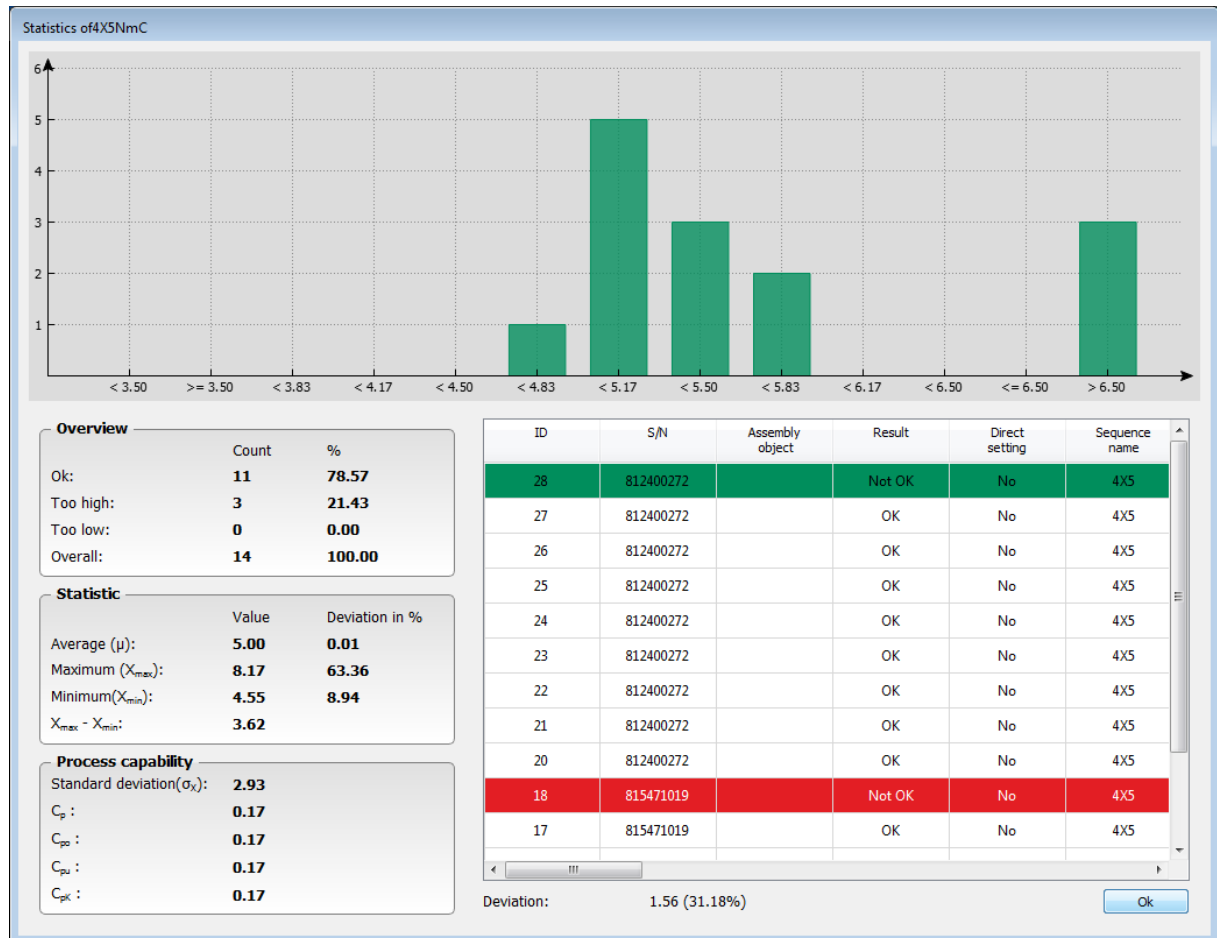 Statistics of4X5NmC
6
5
4
3
2
1
< 3.50 >= 3.50 < 3.83 < 4.17 < 4.50 < 4.83 < 5.17 < 5.50 < 5.83 < 6.17 < 6.50 <= 6.50 > 6.50
Overview
Count %
Ok: 11 78.57
Too high: 3 21.43
Too low: 0 0.00
Overall: 14 100.00
Statistic
Value Deviation in %
Average (μ): 5.00 0.01
Maximum (Xmax): 8.17 63.36
Minimum(Xmin): 4.55 8.94
Xmax - Xmin: 3.62
Process capability
Standard deviation(σx): 2.93
Cp : 0.17
Cpo : 0.17
Cpu : 0.17
CpK : 0.17
ID S/N Assembly object Result Direct setting Sequence name
28 812400272 Not OK No 4X5
27 812400272 OK No 4X5
26 812400272 OK No 4X5
25 812400272 OK No 4X5
24 812400272 OK No 4X5
23 812400272 OK No 4X5
22 812400272 OK No 4X5
21 812400272 OK No 4X5
20 812400272 OK No 4X5
18 815471019 Not OK No 4X5
17 815471019 OK No 4X5
Deviation: 1.56 (31.18%)
Ok